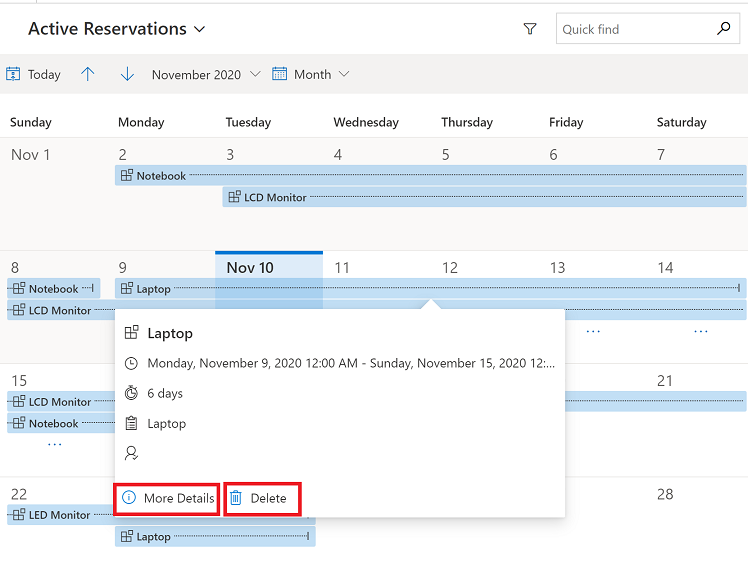 Active Reservations
Quick find
Today November 2020 Month
Sunday Monday Tuesday Wednesday Thursday Friday Saturday
Nov 1 2 3 4 5 6 7
Notebook
LCD Monitor
8 9 Nov 10 11 12 13 14
Notebook Laptop
LCD Monitor
... ...
Laptop
Monday, November 9, 2020 12:00 AM - Sunday, November 15, 2020 12:...
15 21
6 days
LCD Monitor
Notebook Laptop
...
22 More Details Delete 28
LED Monitor
Laptop